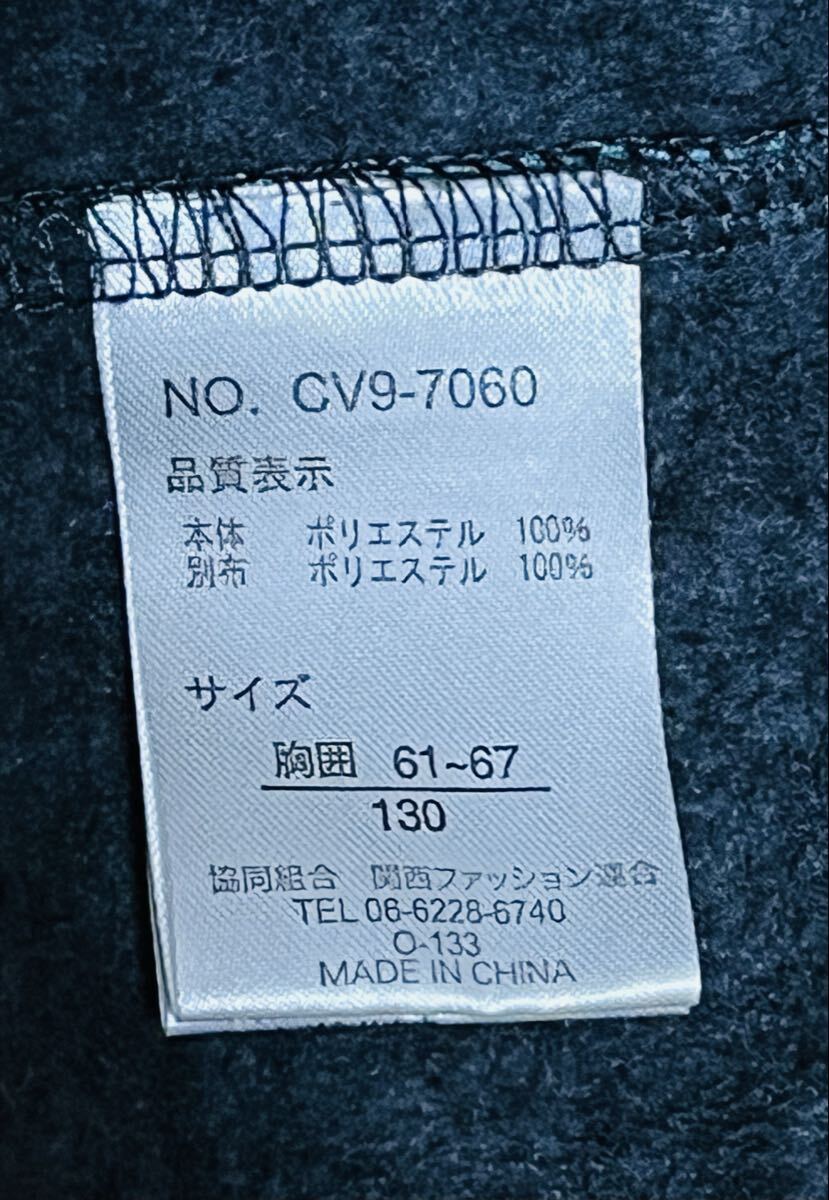 NO. CV9-7060
品質表示
本体 ポリエステル 100%
別布 ポリエステル 100%
サイズ
胸囲 61~67
130
協同組合 関西ファッション連合
TEL 06-6228-6740
O-133
MADE IN CHINA